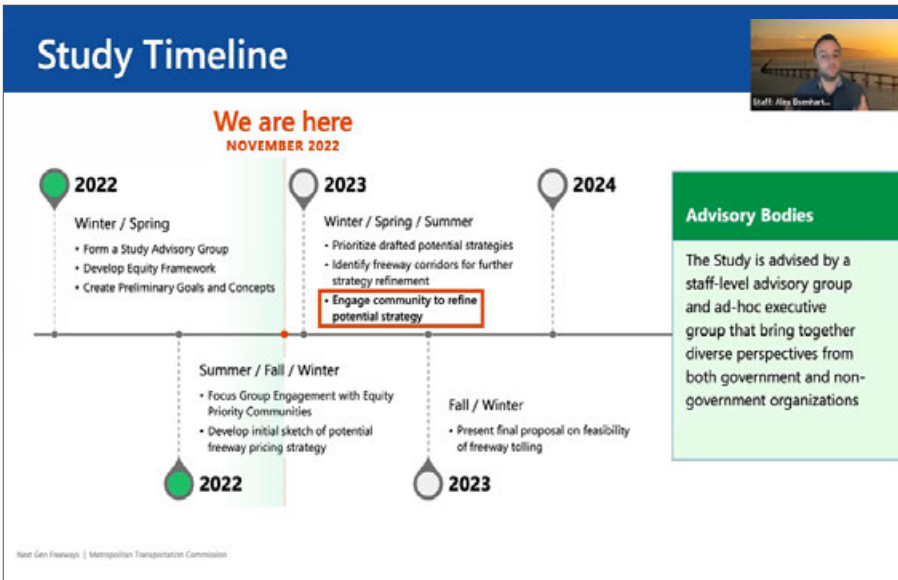 Study Timeline
Staff: Alex Eisenhart...
We are here
NOVEMBER 2022
2022
Winter / Spring
• Form a Study Advisory Group
• Develop Equity Framework
• Create Preliminary Goals and Concepts
2023
Winter / Spring / Summer
• Prioritize drafted potential strategies
• Identify freeway corridors for further
strategy refinement
• Engage community to refine
potential strategy
2024
Summer / Fall / Winter
• Focus Group Engagement with Equity
Priority Communities
• Develop initial sketch of potential
freeway pricing strategy
2022
Fall / Winter
• Present final proposal on feasibility
of freeway tolling
2023
Advisory Bodies
The Study is advised by a
staff-level advisory group
and ad-hoc executive
group that bring together
diverse perspectives from
both government and non-
government organizations
Next Gen Freeways | Metropolitan Transportation Commission